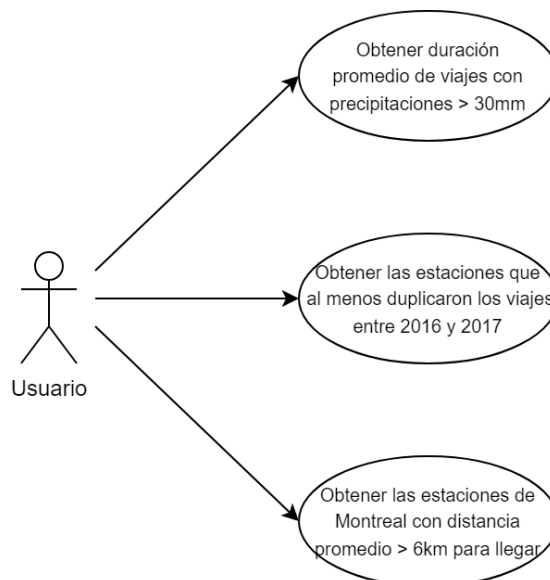 Obtener duración
promedio de viajes con
precipitaciones > 30mm
Obtener las estaciones que
al menos duplicaron los viajes
entre 2016 y 2017
Usuario
Obtener las estaciones de
Montreal con distancia
promedio > 6km para llegar